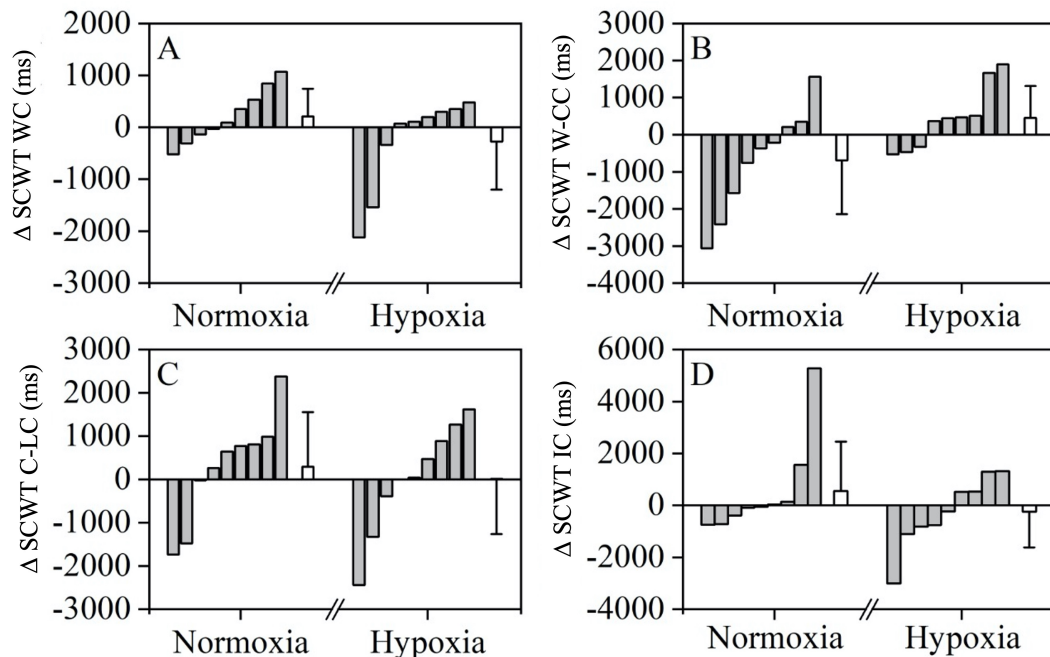 Δ SCWT WC (ms)
2000
1000
0
-1000
-2000
-3000
A
Normoxia
Hypoxia
Δ SCWT W-CC (ms)
3000
2000
1000
0
-1000
-2000
-3000
-4000
B
Normoxia
Hypoxia
Δ SCWT C-LC (ms)
3000
2000
1000
0
-1000
-2000
-3000
C
Normoxia
Hypoxia
Δ SCWT IC (ms)
6000
4000
2000
0
-2000
-4000
D
Normoxia
Hypoxia